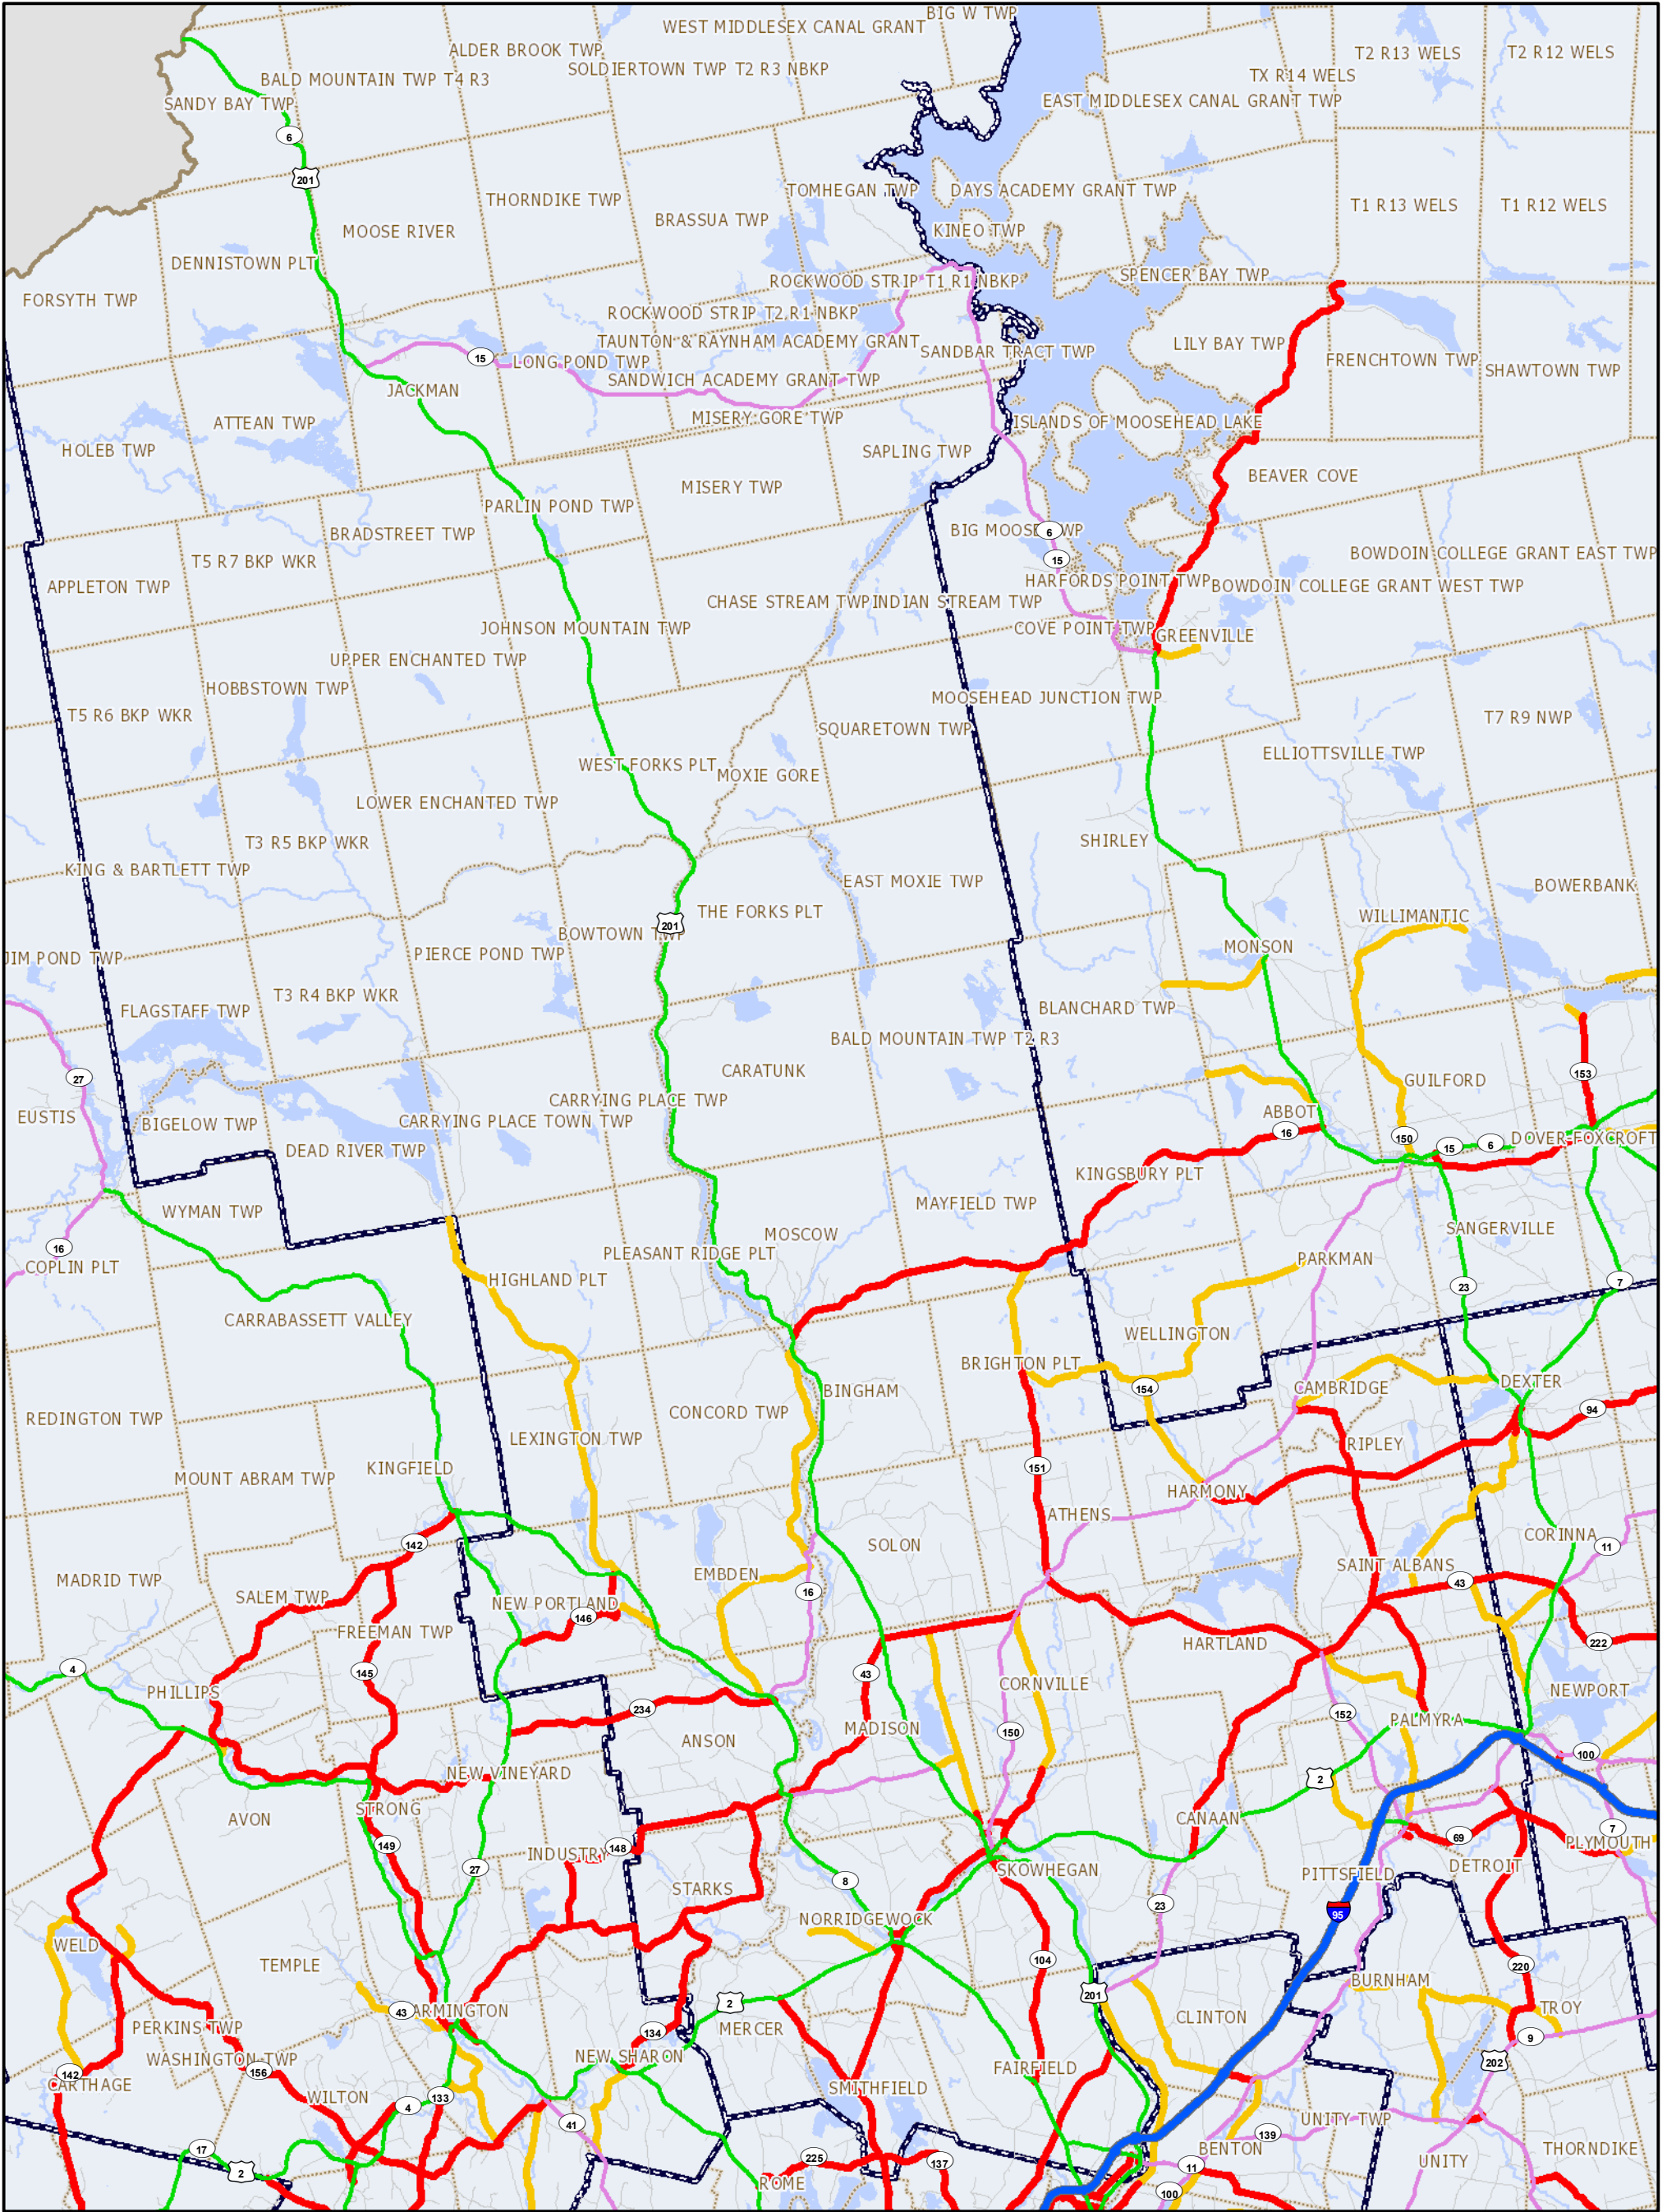 BIG W TWP
WEST MIDDLESEX CANAL GRANT
ALDER BROOK TWP
T2 R13 WELS
T2 R12 WELS
SOLDIERTOWN TWP T2 R3 NBKP
BALD MOUNTAIN TWP T4 R3
TX R14 WELS
SANDY BAY TWP
EAST MIDDLESEX CANAL GRANT TWP
6
201
TOMHEGAN TWP
DAYS ACADEMY GRANT TWP
THORNDIKE TWP
T1 R13 WELS
T1 R12 WELS
BRASSUA TWP
MOOSE RIVER
KINEO TWP
DENNISTOWN PLT
SPENCER BAY TWP
ROCKWOOD STRIP T1 R1 NBKP
FORSYTH TWP
ROCKWOOD STRIP T2 R1 NBKP
TAUNTON & RAYNHAM ACADEMY GRANT
LILY BAY TWP
SANDBAR TRACT TWP
15
LONG POND TWP
FRENCHTOWN TWP
SHAWTOWN TWP
SANDWICH ACADEMY GRANT TWP
JACKMAN
MISERY GORE TWP
ATTEAN TWP
ISLANDS OF MOOSEHEAD LAKE
HOLEB TWP
SAPLING TWP
BEAVER COVE
MISERY TWP
PARLIN POND TWP
BIG MOOSE TWP
6
BRADSTREET TWP
BOWDOIN COLLEGE GRANT EAST TWP
15
T5 R7 BKP WKR
HARFORDS POINT TWP
BOWDOIN COLLEGE GRANT WEST TWP
APPLETON TWP
CHASE STREAM TWP
INDIAN STREAM TWP
JOHNSON MOUNTAIN TWP
COVE POINT TWP
GREENVILLE
UPPER ENCHANTED TWP
HOBBSTOWN TWP
MOOSEHEAD JUNCTION TWP
T5 R6 BKP WKR
T7 R9 NWP
SQUARETOWN TWP
ELLIOTTSVILLE TWP
WEST FORKS PLT
MOXIE GORE
LOWER ENCHANTED TWP
T3 R5 BKP WKR
SHIRLEY
KING & BARTLETT TWP
EAST MOXIE TWP
BOWERBANK
THE FORKS PLT
WILLIMANTIC
201
BOWTOWN TWP
MONSON
PIERCE POND TWP
JIM POND TWP
T3 R4 BKP WKR
FLAGSTAFF TWP
BLANCHARD TWP
BALD MOUNTAIN TWP T2 R3
CARATUNK
153
27
GUILFORD
CARRYING PLACE TWP
ABBOT
EUSTIS
BIGELOW TWP
CARRYING PLACE TOWN TWP
16
150
15
6
DOVER-FOXCROFT
DEAD RIVER TWP
KINGSBURY PLT
MAYFIELD TWP
WYMAN TWP
SANGERVILLE
MOSCOW
16
PLEASANT RIDGE PLT
PARKMAN
COPLIN PLT
HIGHLAND PLT
7
23
CARRABASSETT VALLEY
WELLINGTON
BRIGHTON PLT
DEXTER
154
CAMBRIDGE
BINGHAM
94
CONCORD TWP
REDINGTON TWP
LEXINGTON TWP
RIPLEY
151
KINGFIELD
MOUNT ABRAM TWP
HARMONY
ATHENS
CORINNA
142
SOLON
11
SAINT ALBANS
EMBDEN
MADRID TWP
43
16
SALEM TWP
NEW PORTLAND
146
FREEMAN TWP
HARTLAND
222
4
145
43
CORNVILLE
PHILLIPS
NEWPORT
234
152
PALMYRA
MADISON
150
ANSON
100
NEW VINEYARD
2
STRONG
AVON
CANAAN
7
149
69
PLYMOUTH
148
INDUSTRY
DETROIT
27
SKOWHEGAN
PITTSFIELD
8
STARKS
23
95
NORRIDGEWOCK
WELD
104
TEMPLE
220
BURNHAM
201
2
43
ARMINGTON
TROY
CLINTON
PERKINS TWP
MERCER
134
9
NEW SHARON
WASHINGTON TWP
202
FAIRFIELD
156
142
CARTHAGE
SMITHFIELD
WILTON
133
4
UNITY TWP
41
139
17
BENTON
THORNDIKE
225
137
UNITY
11
2
ROME
100